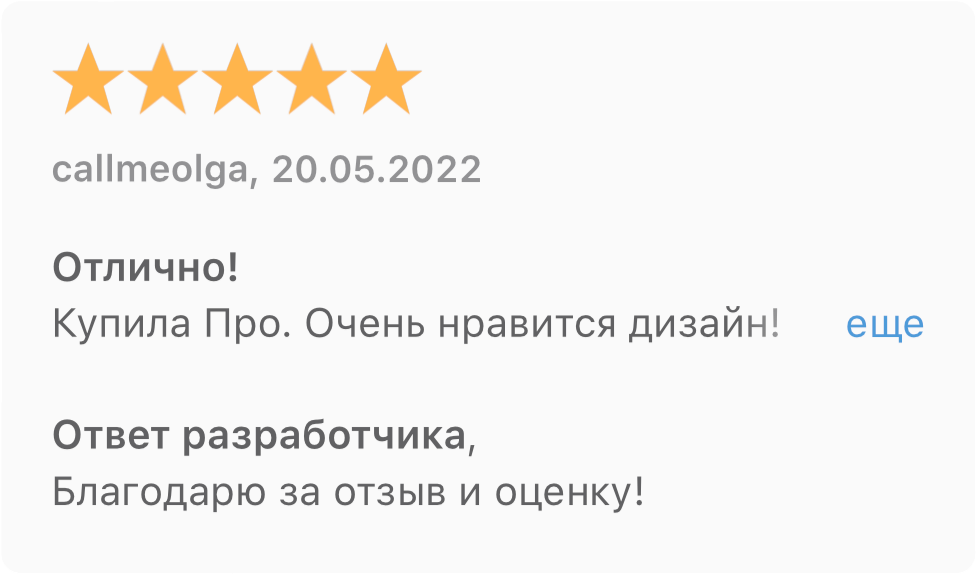 callmeolga, 20.05.2022
Отлично!
Купила Про. Очень нравится дизайн! еще
Ответ разработчика,
Благодарю за отзыв и оценку!